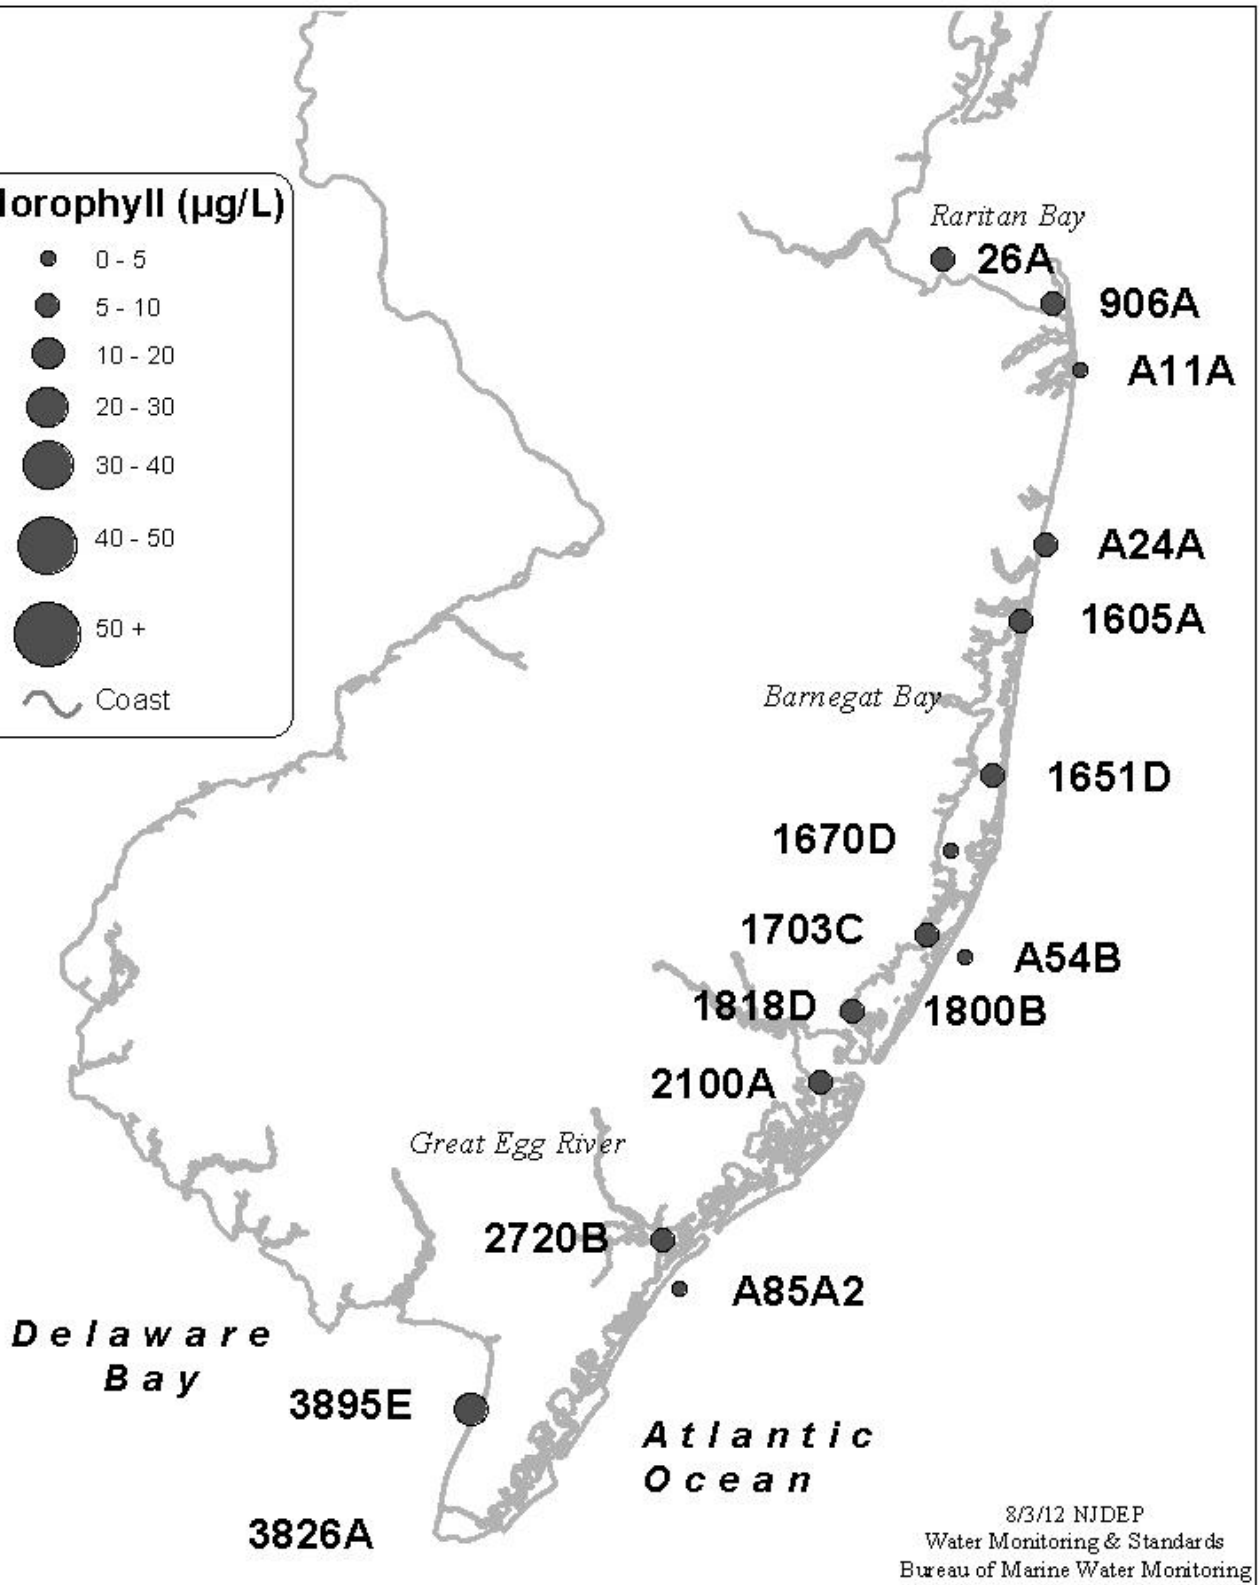 lorophyll (µg/L)
0 - 5
5 - 10
10 - 20
20 - 30
30 - 40
40 - 50
50 +
Coast
Raritan Bay
26A
906A
A11A
A24A
1605A
Barnegat Bay
1651D
1670D
1703C
A54B
1818D
1800B
2100A
Great Egg River
2720B
A85A2
Delaware
Bay
3895E
Atlantic
Ocean
3826A
8/3/12 NJDEP
Water Monitoring & Standards
Bureau of Marine Water Monitoring